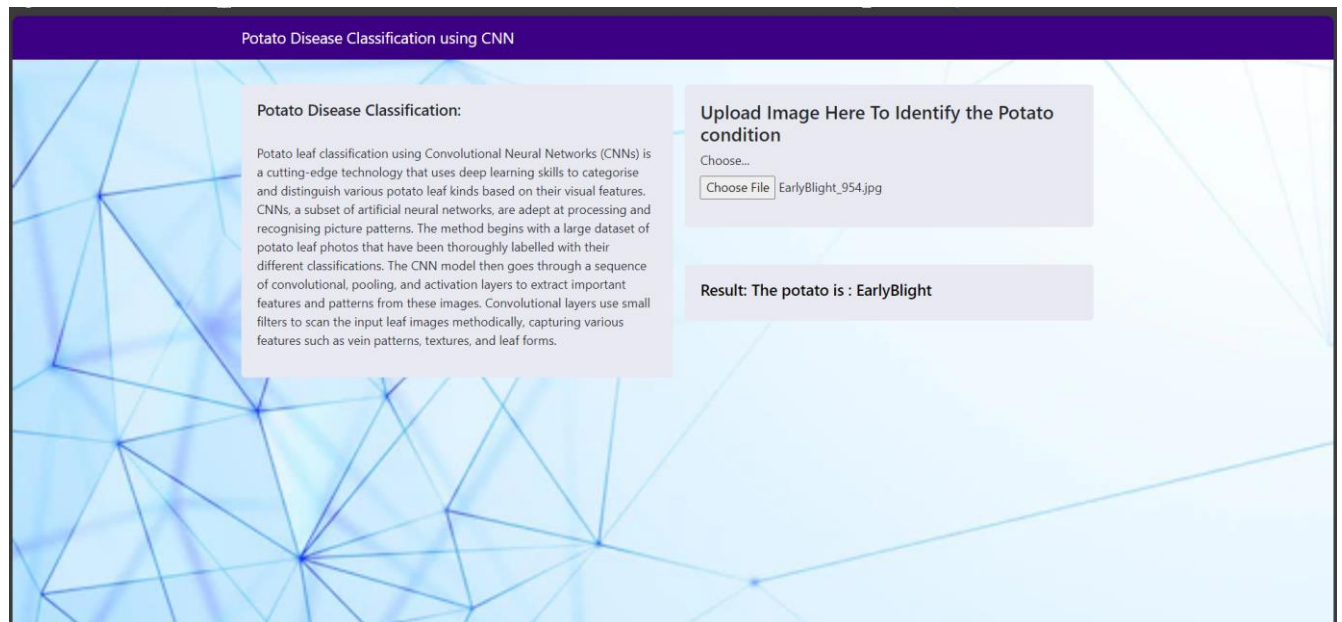 Potato Disease Classification using CNN
Potato Disease Classification:
Potato leaf classification using Convolutional Neural Networks (CNNs) is
a cutting-edge technology that uses deep learning skills to categorise
and distinguish various potato leaf kinds based on their visual features.
CNNs, a subset of artificial neural networks, are adept at processing and
recognising picture patterns. The method begins with a large dataset of
potato leaf photos that have been thoroughly labelled with their
different classifications. The CNN model then goes through a sequence
of convolutional, pooling, and activation layers to extract important
features and patterns from these images. Convolutional layers use small
filters to scan the input leaf images methodically, capturing various
features such as vein patterns, textures, and leaf forms.
Upload Image Here To Identify the Potato
condition
Choose...
Choose File EarlyBlight_954.jpg
Result: The potato is : EarlyBlight